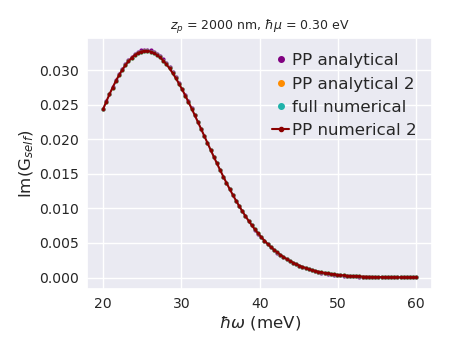 z_p = 2000 nm, ħμ = 0.30 eV
Im(G_self)
0.030
0.025
0.020
0.015
0.010
0.005
0.000
PP analytical
PP analytical 2
full numerical
PP numerical 2
20 30 40 50 60
ħω (meV)